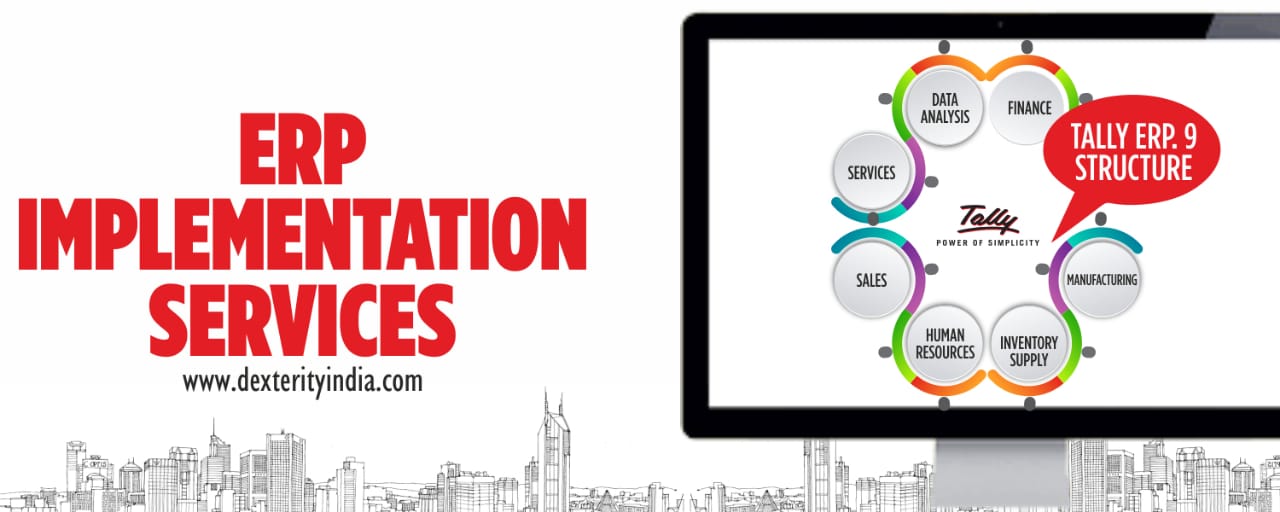 ERP
IMPLEMENTATION
SERVICES
www.dexterityindia.com
DATA
ANALYSIS
FINANCE
TALLY ERP. 9
STRUCTURE
SERVICES
Tally
POWER OF SIMPLICITY
SALES
MANUFACTURING
HUMAN
RESOURCES
INVENTORY
SUPPLY